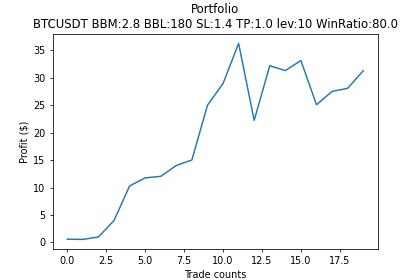 Portfolio
BTCUSDT BBM:2.8 BBL:180 SL:1.4 TP:1.0 lev:10 WinRatio:80.0
Profit ($)
35
30
25
20
15
10
5
0
0.0 2.5 5.0 7.5 10.0 12.5 15.0 17.5
Trade counts